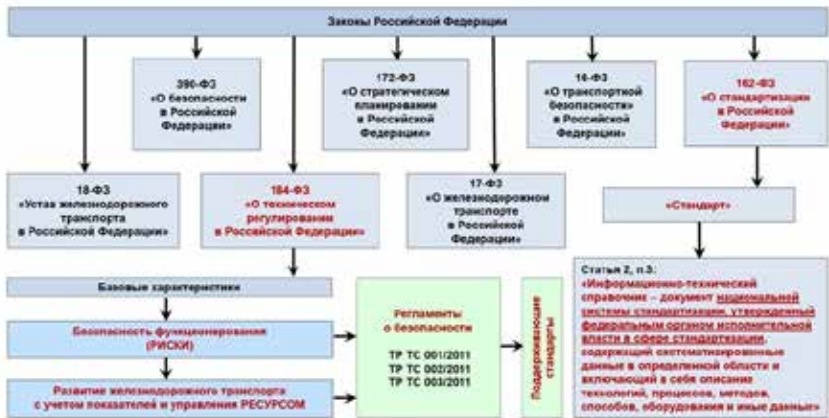 Законы Российской Федерации
390-ФЗ
«О безопасности
в Российской
Федерации»
172-ФЗ
«О стратегическом
планировании
в Российской
Федерации»
16-ФЗ
«О транспортной
безопасности»
в Российской
Федерации»
162-ФЗ
«О стандартизации
в Российской
Федерации»
18-ФЗ
«Устав железнодорожного
транспорта
в Российской Федерации»
184-ФЗ
«О техническом
регулировании
в Российской Федерации»
17-ФЗ
«О железнодорожном
транспорте
в Российской
Федерации»
«Стандарт»
Базовые характеристики
Безопасность функционирования
(РИСКИ)
Развитие железнодорожного транспорта
с учетом показателей и управления РЕСУРСОМ
Регламенты
о безопасности
ТР ТС 001/2011
ТР ТС 002/2011
ТР ТС 003/2011
Поддерживающие
стандарты
Статья 2, п.3:
«Информационно-технический
справочник – документ национальной
системы стандартизации, утвержденный
федеральным органом исполнительной
власти в сфере стандартизации,
содержащий систематизированные
данные в определенной области и
включающий в себя описание
технологий, процессов, методов,
способов, оборудования и иные данные»